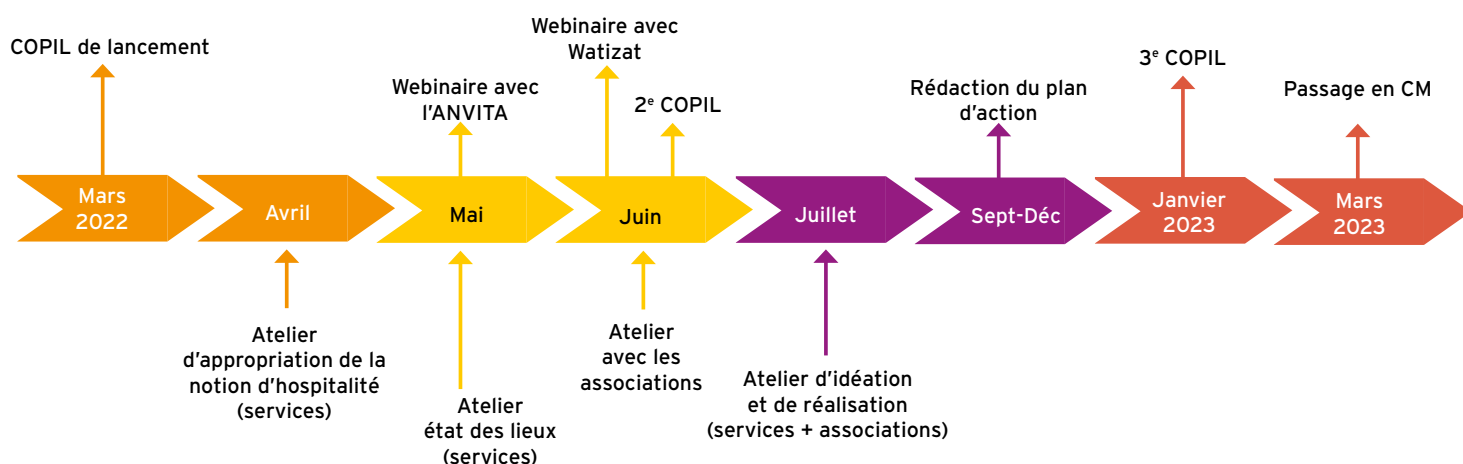 COPIL de lancement
Webinaire avec
l'ANVITA
Webinaire avec
Watizat
2e COPIL
Rédaction du plan
d'action
3e COPIL
Passage en CM
Mars
2022
Avril
Mai
Juin
Juillet
Sept-Déc
Janvier
2023
Mars
2023
Atelier
d'appropriation de la
notion d'hospitalité
(services)
Atelier
état des lieux
(services)
Atelier
avec les
associations
Atelier d'idéation
et de réalisation
(services + associations)